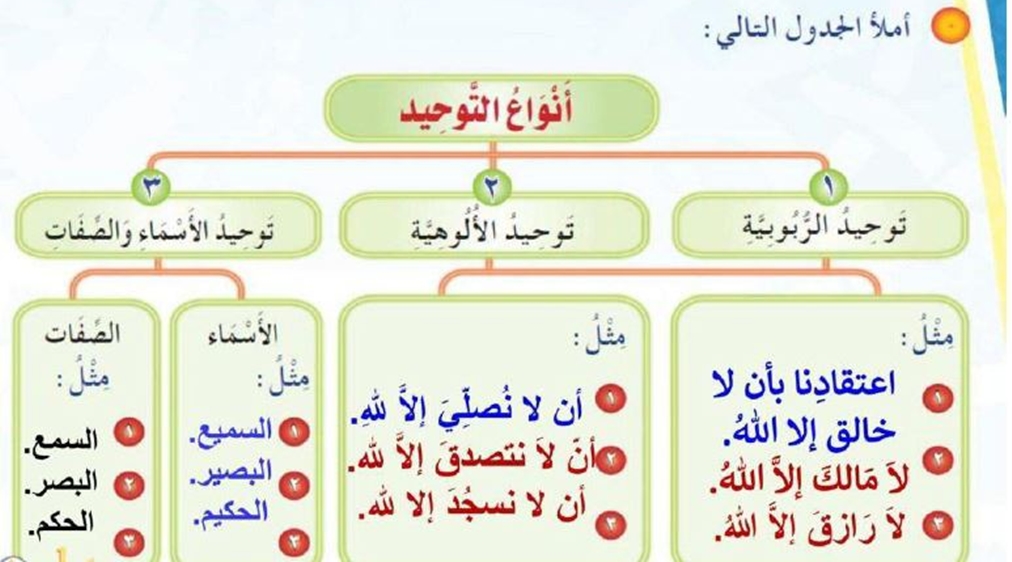 أملأ الجدول التالي:
أَنْوَاعُ التَّوحِيد
١
٢
٣
تَوحِيدُ الرُّبُوبِيَّة
تَوحِيدُ الأُلُوهِيَّة
تَوحِيدُ الأَسْمَاءِ وَالصِّفَاتِ
مِثْلُ:
١ اعتقادِنا بأن لا
خالق إلا اللهُ.
٢ لاَ مَالكَ إلاَّ اللهُ.
٣ لاَ رَازقَ إلاَّ اللهُ.
مِثْلُ:
١ أن لا نُصلِّيَ إلاَّ للهِ.
٢ أنّ لاَ نتصدقَ إلاَّ لله.
٣ أن لا نسجُدَ إلا لله.
الأَسْمَاء
مِثْلُ:
١ السميع.
٢ البصير.
٣ الحكيم.
الصِّفَات
مِثْلُ:
١ السمع.
٢ البصر.
٣ الحكم.